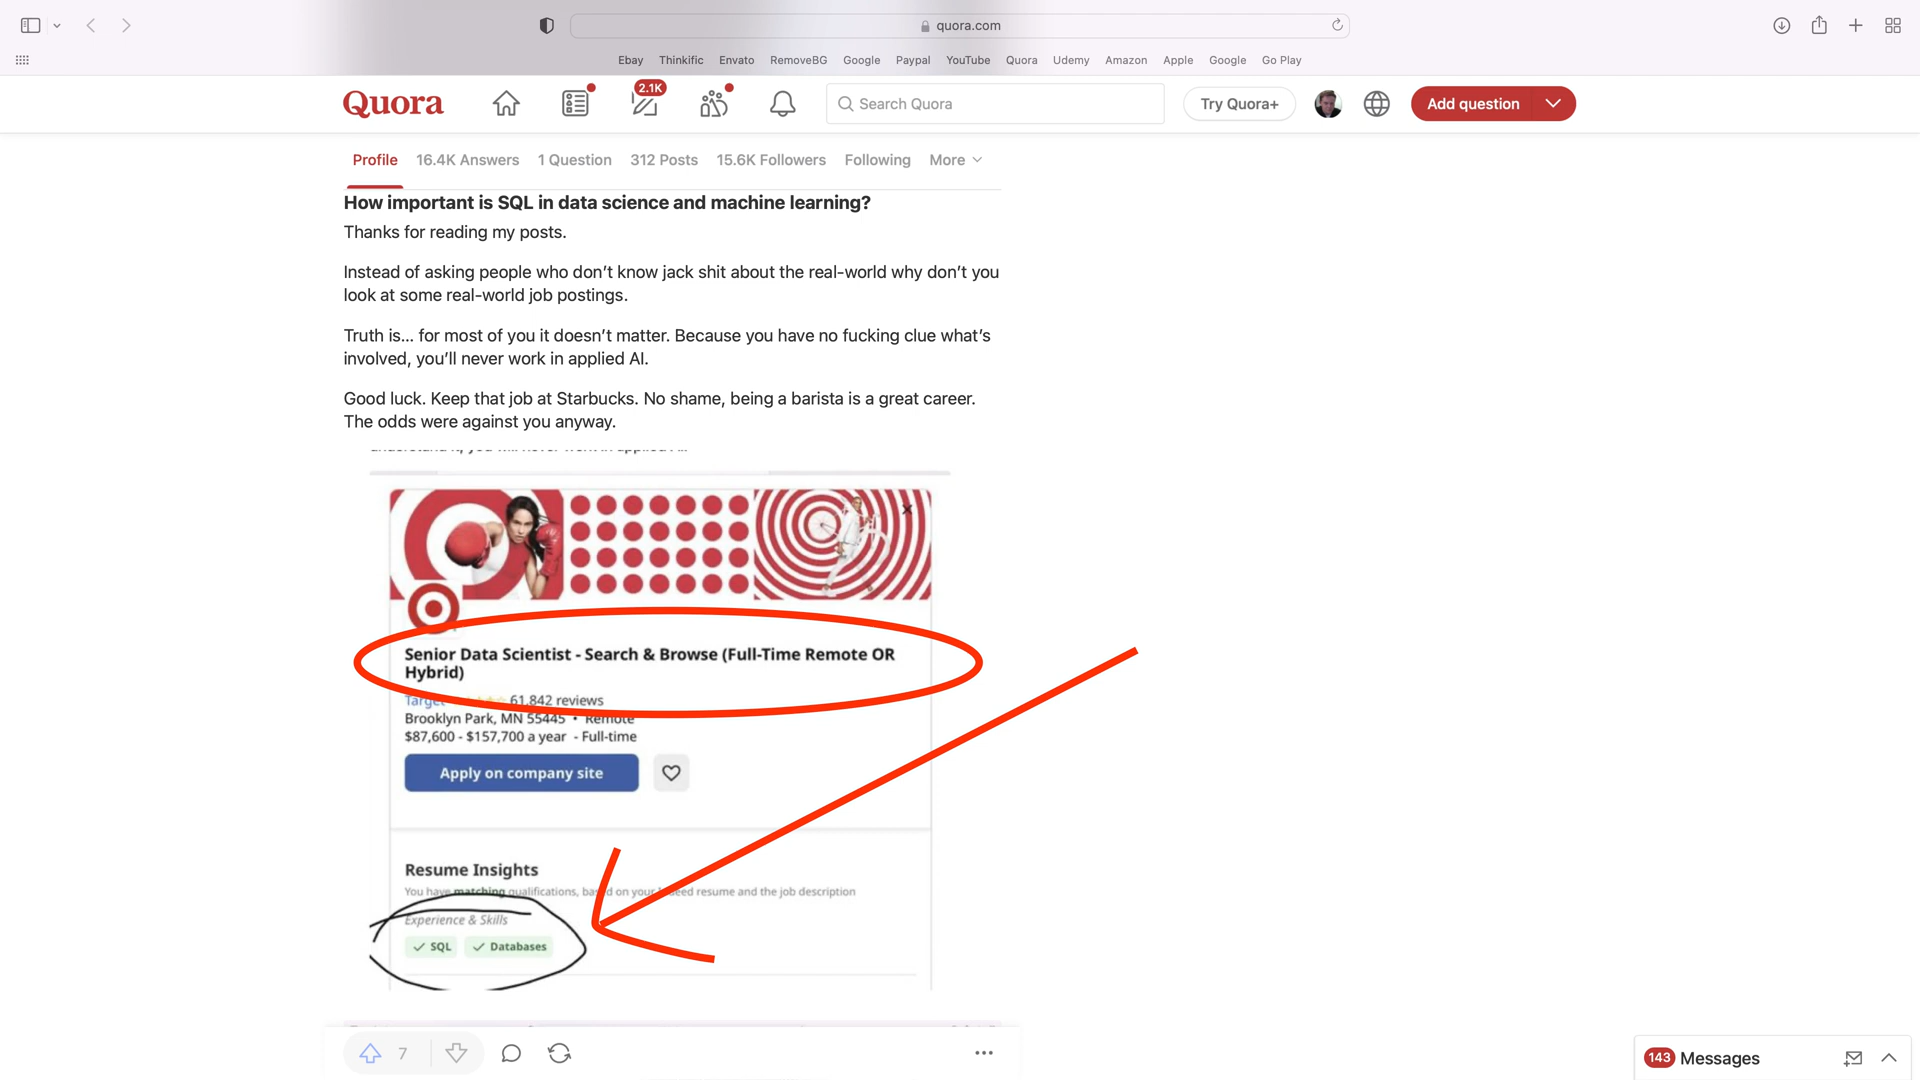 quora.com
Ebay Thinkific Envato RemoveBG Google Paypal YouTube Quora Udemy Amazon Apple Google Go Play
Quora 2.1K Search Quora Try Quora+ Add question
Profile 16.4K Answers 1 Question 312 Posts 15.6K Followers Following More
How important is SQL in data science and machine learning?
Thanks for reading my posts.
Instead of asking people who don’t know jack shit about the real-world why don’t you
look at some real-world job postings.
Truth is... for most of you it doesn’t matter. Because you have no fucking clue what’s
involved, you’ll never work in applied AI.
Good luck. Keep that job at Starbucks. No shame, being a barista is a great career.
The odds were against you anyway.
Senior Data Scientist - Search & Browse (Full-Time Remote OR
Hybrid)
Target 61,842 reviews
Brooklyn Park, MN 55445 • Remote
$87,600 - $157,700 a year - Full-time
Apply on company site
Resume Insights
You have matching qualifications, based on your Indeed resume and the job description
Experience & Skills
SQL Databases
7
143 Messages